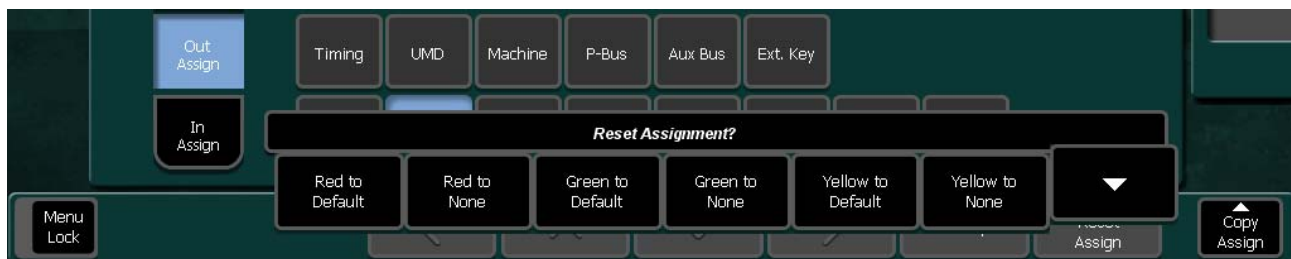 Out
Assign
Timing
UMD
Machine
P-Bus
Aux Bus
Ext. Key
In
Assign
Reset Assignment?
Red to
Default
Red to
None
Green to
Default
Green to
None
Yellow to
Default
Yellow to
None
Menu
Lock
Assign
Copy
Assign